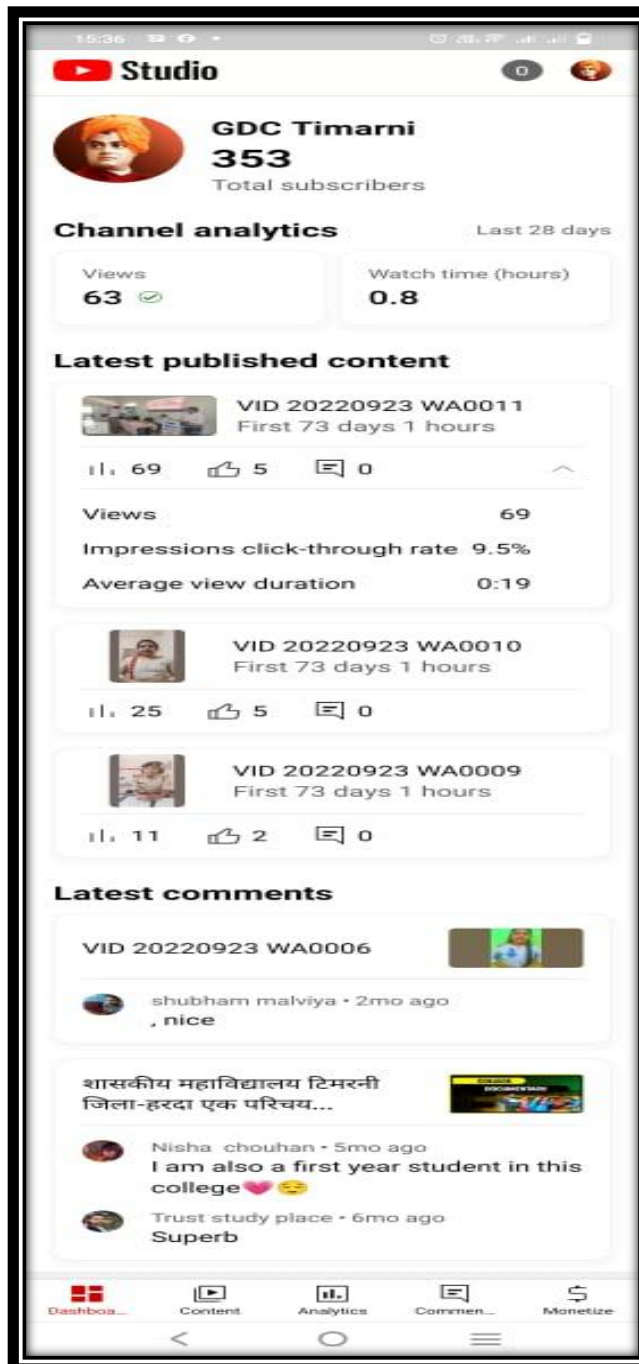 15:36
Studio
0
GDC Timarni
353
Total subscribers
Channel analytics
Last 28 days
Views
63
Watch time (hours)
0.8
Latest published content
VID 20220923 WA0011
First 73 days 1 hours
69 5 0
Views 69
Impressions click-through rate 9.5%
Average view duration 0:19
VID 20220923 WA0010
First 73 days 1 hours
25 5 0
VID 20220923 WA0009
First 73 days 1 hours
11 2 0
Latest comments
VID 20220923 WA0006
shubham malviya • 2mo ago
, nice
शासकीय महाविद्यालय टिमरनी
जिला-हरदा एक परिचय...
COLLEGE
DOCUMENTARY
Nisha chouhan • 5mo ago
I am also a first year student in this
college💗😌
Trust study place • 6mo ago
Superb
Dashboa... Content Analytics Commen... Monetize